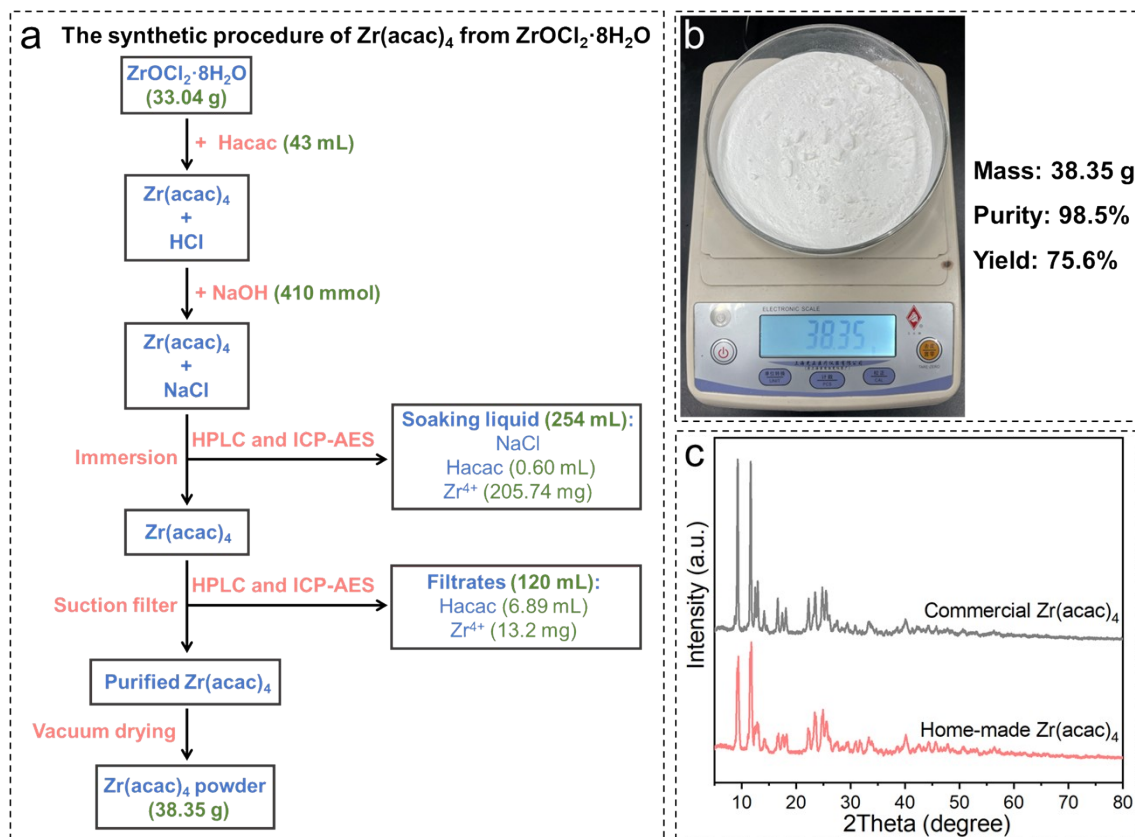 a
The synthetic procedure of Zr(acac)₄ from ZrOCl₂·8H₂O
ZrOCl₂·8H₂O
(33.04 g)
+ Hacac (43 mL)
Zr(acac)₄
+
HCl
+ NaOH (410 mmol)
Zr(acac)₄
+
NaCl
Immersion
HPLC and ICP-AES
Soaking liquid (254 mL):
NaCl
Hacac (0.60 mL)
Zr⁴⁺ (205.74 mg)
Zr(acac)₄
Suction filter
HPLC and ICP-AES
Filtrates (120 mL):
Hacac (6.89 mL)
Zr⁴⁺ (13.2 mg)
Purified Zr(acac)₄
Vacuum drying
Zr(acac)₄ powder
(38.35 g)
b
ELECTRONIC SCALE
38.35
UNIT
PCS
CAL
Mass: 38.35 g
Purity: 98.5%
Yield: 75.6%
c
Intensity (a.u.)
Commercial Zr(acac)₄
Home-made Zr(acac)₄
10 20 30 40 50 60 70 80
2Theta (degree)